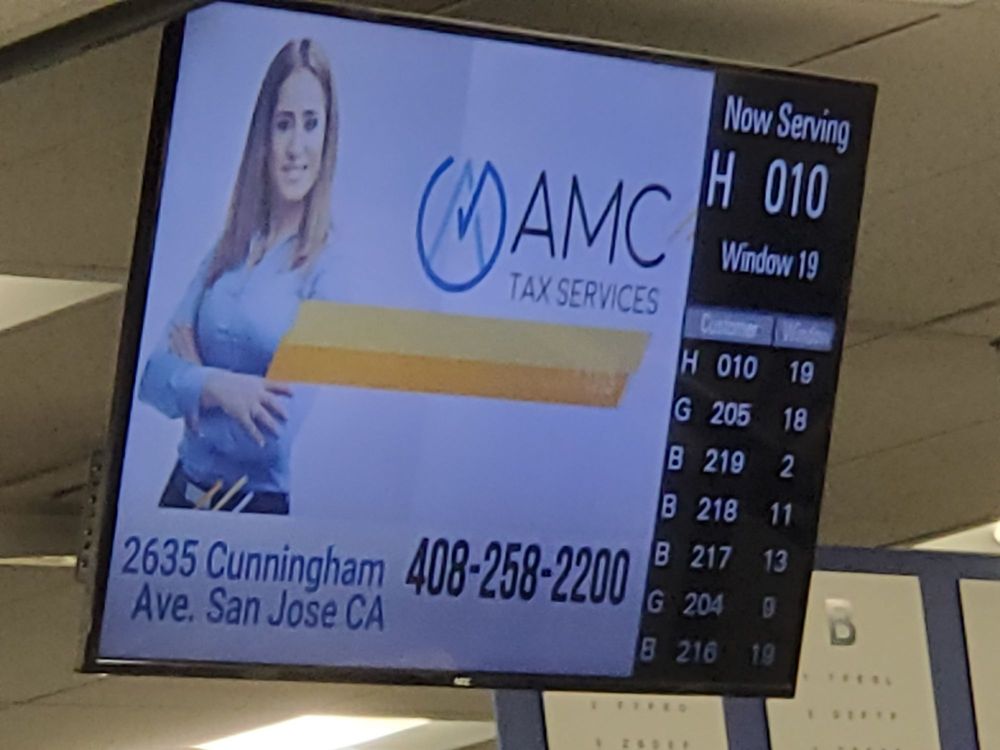 AMC
TAX SERVICES
2635 Cunningham
Ave. San Jose CA
408-258-2200
Now Serving
H 010
Window 19
Customer Window
H 010 19
G 205 18
B 219 2
B 218 11
B 217 13
G 204 9
B 216 19
NEC
B